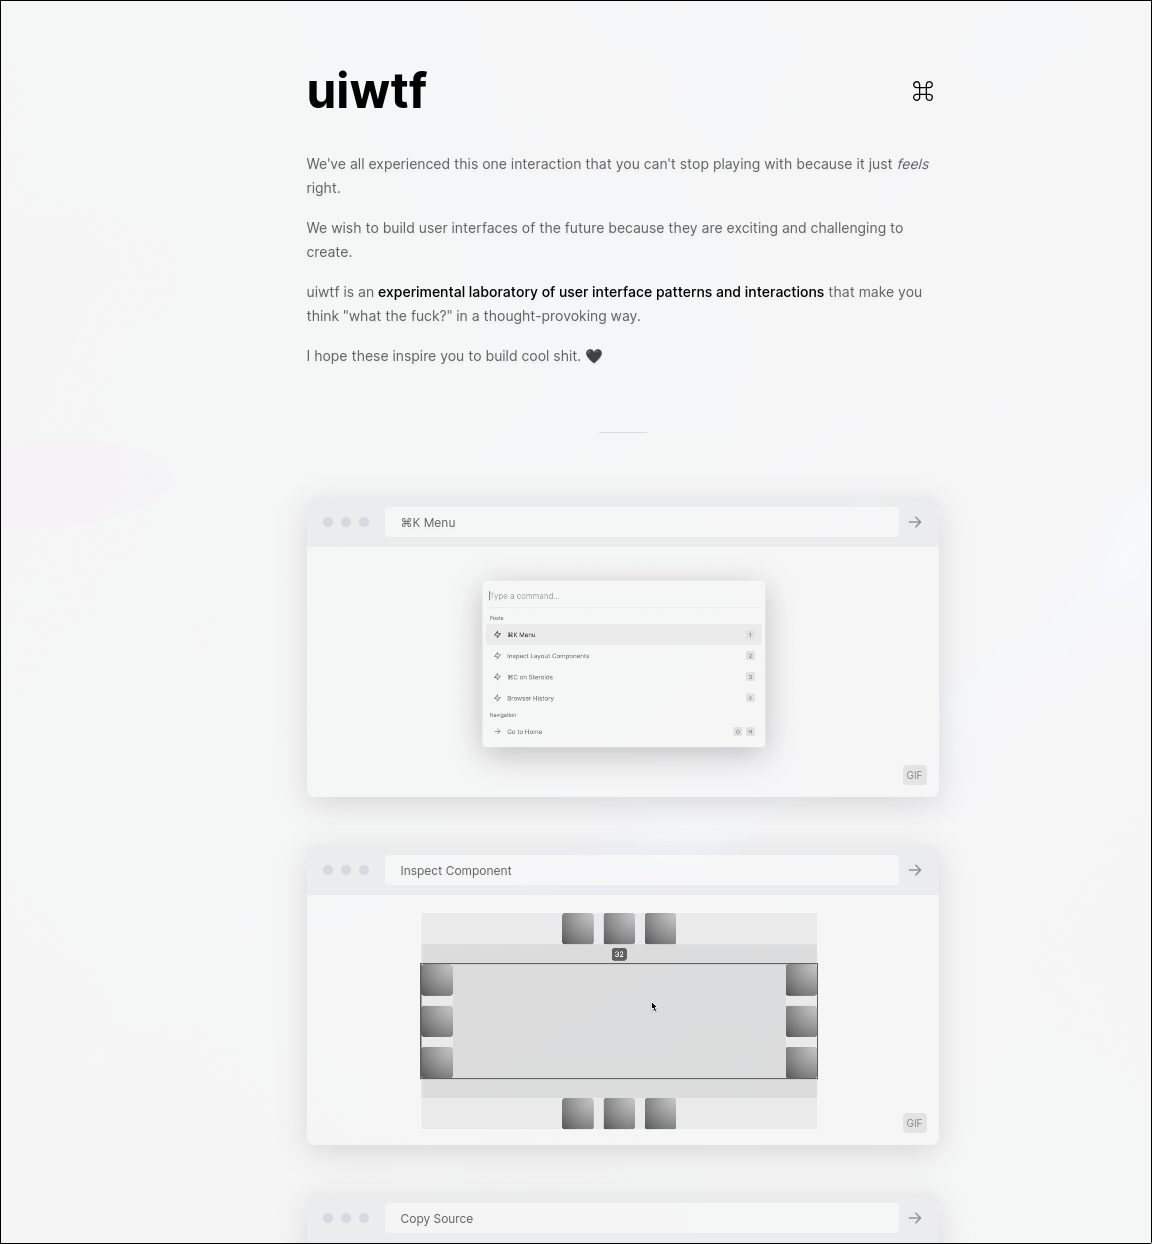 uiwtf
⌘
We've all experienced this one interaction that you can't stop playing with because it just feels
right.
We wish to build user interfaces of the future because they are exciting and challenging to
create.
uiwtf is an experimental laboratory of user interface patterns and interactions that make you
think "what the fuck?" in a thought-provoking way.
I hope these inspire you to build cool shit. 🖤
⌘K Menu
Type a command...
Posts
⌘K Menu 1
Inspect Layout Components 2
⌘C on Steroids 3
Browser History 4
Navigation
Go to Home G H
GIF
Inspect Component
32
GIF
Copy Source